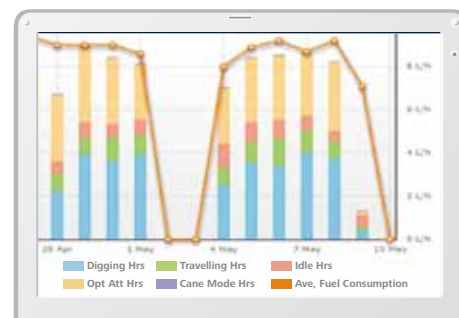 8 L/h
6 L/h
4 L/h
2 L/h
0 L/h
28 Apr 1 May 4 May 7 May 10 May
Digging Hrs Travelling Hrs Idle Hrs
Opt Att Hrs Cane Mode Hrs Ave, Fuel Consumption